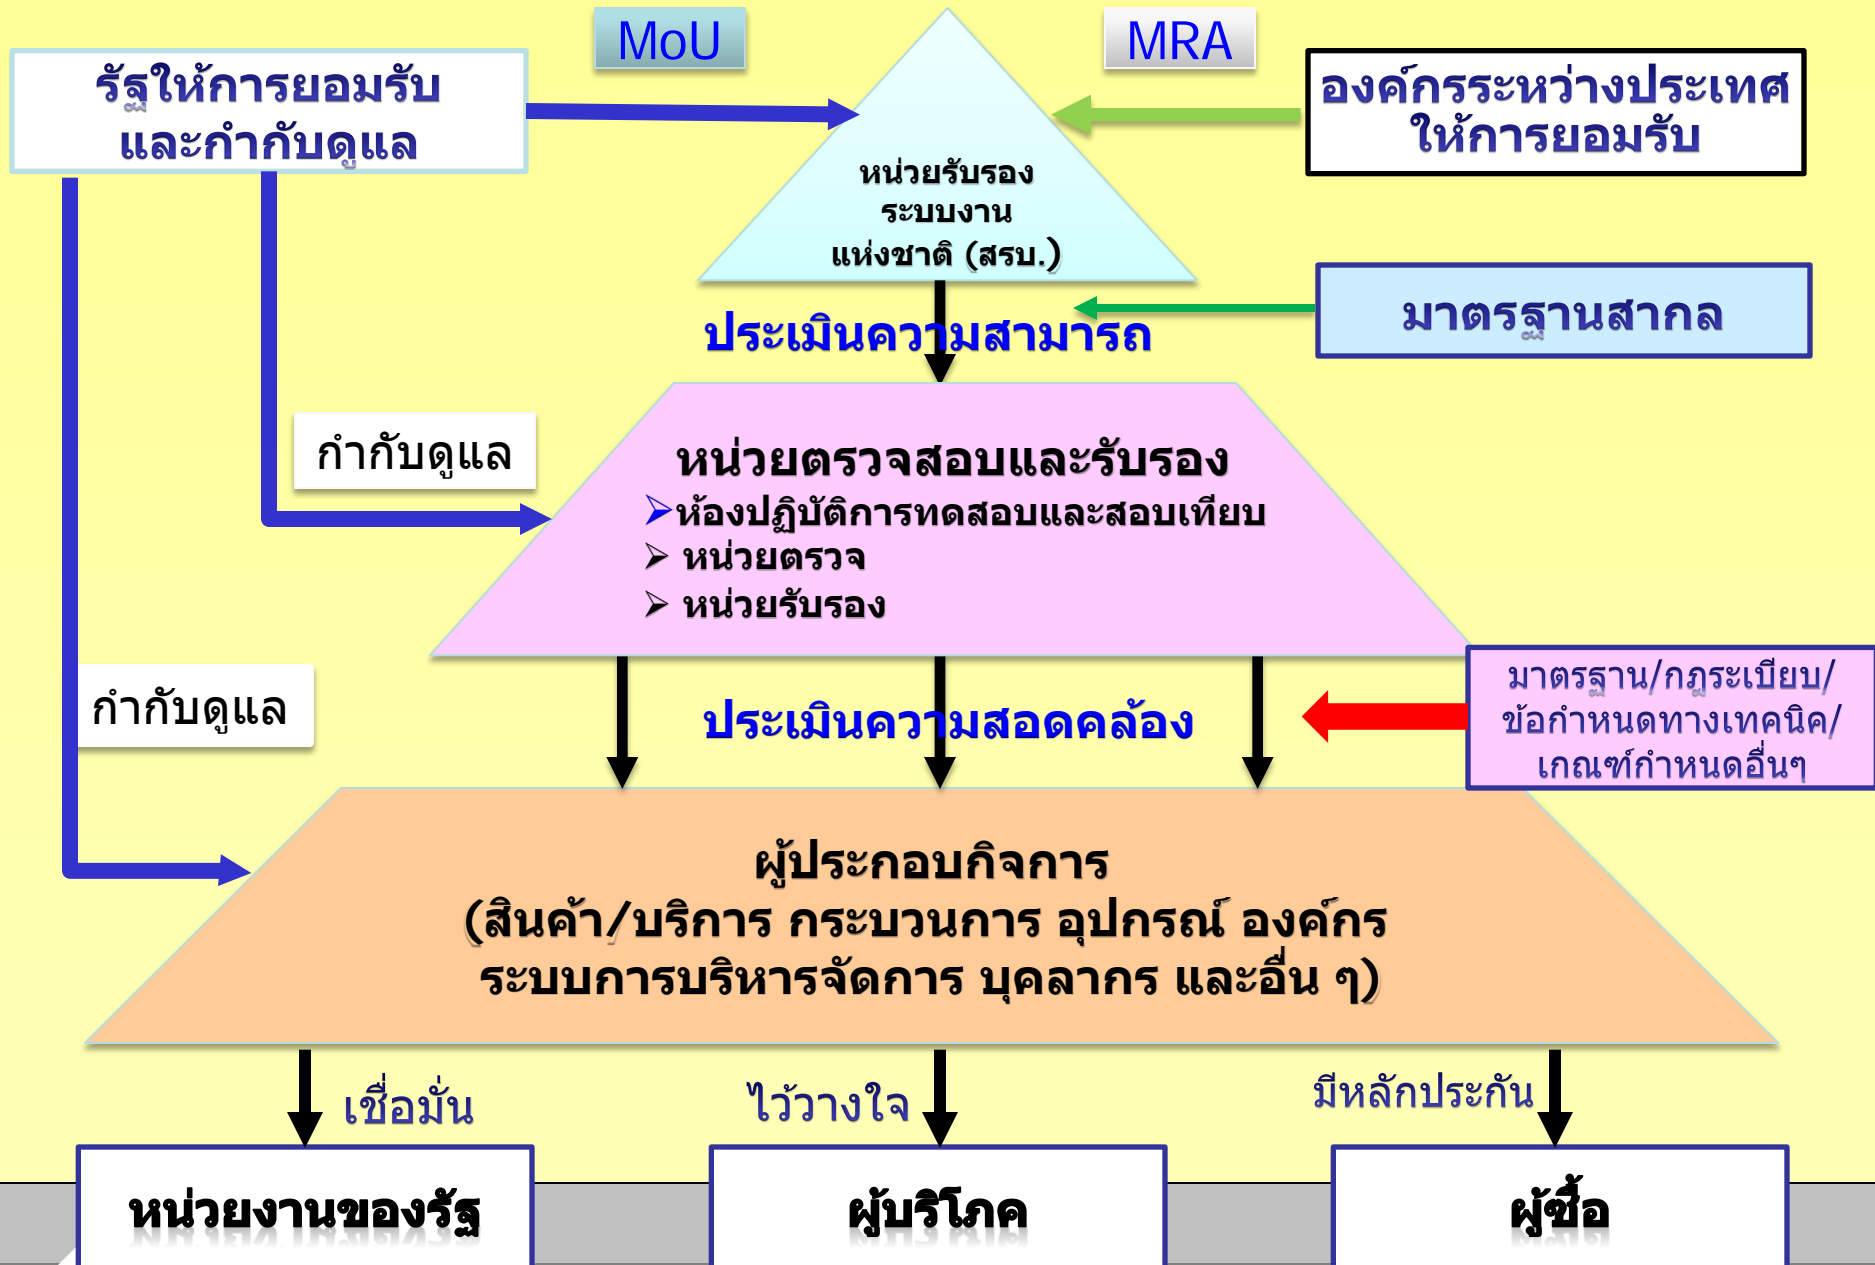 MoU
MRA
รัฐให้การยอมรับ
และกำกับดูแล
องค์กรระหว่างประเทศ
ให้การยอมรับ
หน่วยรับรอง
ระบบงาน
แห่งชาติ (สรบ.)
ประเมินความสามารถ
มาตรฐานสากล
กำกับดูแล
หน่วยตรวจสอบและรับรอง
➢ห้องปฏิบัติการทดสอบและสอบเทียบ
➢ หน่วยตรวจ
➢ หน่วยรับรอง
กำกับดูแล
ประเมินความสอดคล้อง
มาตรฐาน/กฎระเบียบ/
ข้อกำหนดทางเทคนิค/
เกณฑ์กำหนดอื่นๆ
ผู้ประกอบกิจการ
(สินค้า/บริการ กระบวนการ อุปกรณ์ องค์กร
ระบบการบริหารจัดการ บุคลากร และอื่น ๆ)
เชื่อมั่น
ไว้วางใจ
มีหลักประกัน
หน่วยงานของรัฐ
ผู้บริโภค
ผู้ซื้อ